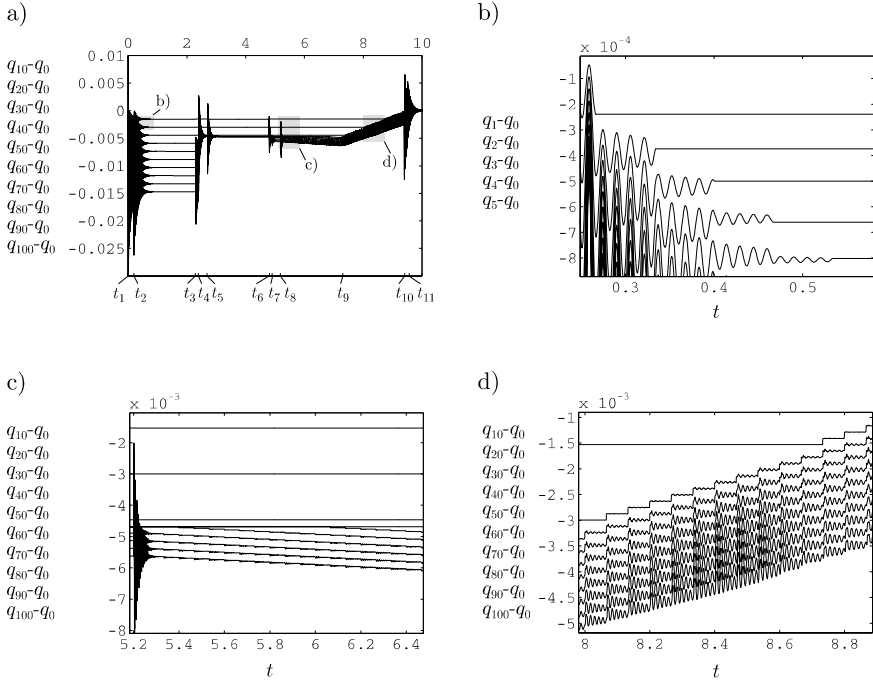 a)
0 2 4 6 8 10
q10-q0
q20-q0
q30-q0
q40-q0
q50-q0
q60-q0
q70-q0
q80-q0
q90-q0
q100-q0
0.01
0.005
0
-0.005
-0.01
-0.015
-0.02
-0.025
b)
c)
d)
t1 t2 t3 t4 t5 t6 t7 t8 t9 t10 t11
b)
× 10-4
q1-q0
q2-q0
q3-q0
q4-q0
q5-q0
-1
-2
-3
-4
-5
-6
-7
-8
0.3 0.4 0.5
t
c)
× 10-3
q10-q0
q20-q0
q30-q0
q40-q0
q50-q0
q60-q0
q70-q0
q80-q0
q90-q0
q100-q0
-2
-3
-4
-5
-6
-7
-8
5.2 5.4 5.6 5.8 6 6.2 6.4
t
d)
× 10-3
q10-q0
q20-q0
q30-q0
q40-q0
q50-q0
q60-q0
q70-q0
q80-q0
q90-q0
q100-q0
-1
-1.5
-2
-2.5
-3
-3.5
-4
-4.5
-5
8 8.2 8.4 8.6 8.8
t